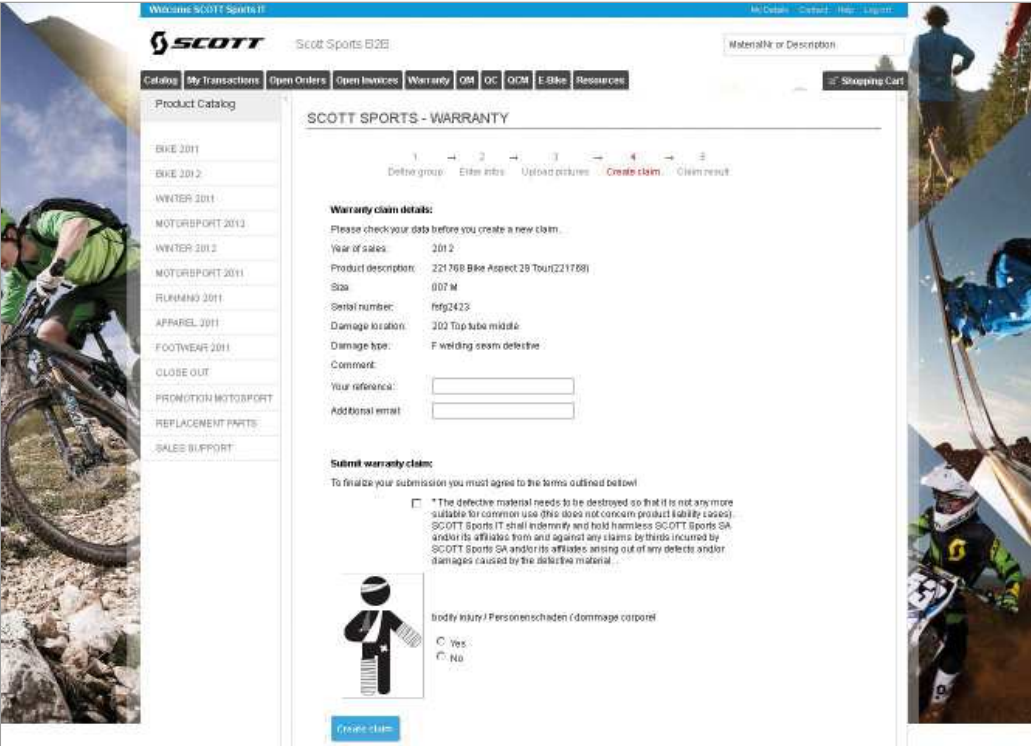 Welcome SCOTT Sports IT
My Details Contact Help Logout
SCOTT
Scott Sports B2B
MaterialNr or Description
Catalog My Transactions Open Orders Open Invoices Warranty QM QC QCM E-Bike Resources
Shopping Cart
Product Catalog
BIKE 2011
BIKE 2012
WINTER 2011
MOTORSPORT 2013
WINTER 2012
MOTORSPORT 2011
RUNNING 2011
APPAREL 2011
FOOTWEAR 2011
CLOSE OUT
PROMOTION MOTOSPORT
REPLACEMENT PARTS
SALES SUPPORT
SCOTT SPORTS - WARRANTY
1 → 2 → 3 → 4 → 5
Define group Enter infos Upload pictures Create claim Claim result
Warranty claim details:
Please check your data before you create a new claim.
Year of sales: 2012
Product description: 221768 Bike Aspect 29 Tour(221768)
Size 007 M
Serial number: fsfg2423
Damage location: 202 Top tube middle
Damage type: F welding seam defective
Comment:
Your reference:
Additional email:
Submit warranty claim:
To finalize your submission you must agree to the terms outlined bellow!
* The defective material needs to be destroyed so that it is not any more
suitable for common use (this does not concern product liability cases).
SCOTT Sports IT shall indemnify and hold harmless SCOTT Sports SA
and/or its affiliates from and against any claims by thirds incurred by
SCOTT Sports SA and/or its affiliates arising out of any defects and/or
damages caused by the defective material. .
bodily injury / Personenschaden / dommage corporel
Yes
No
Create claim